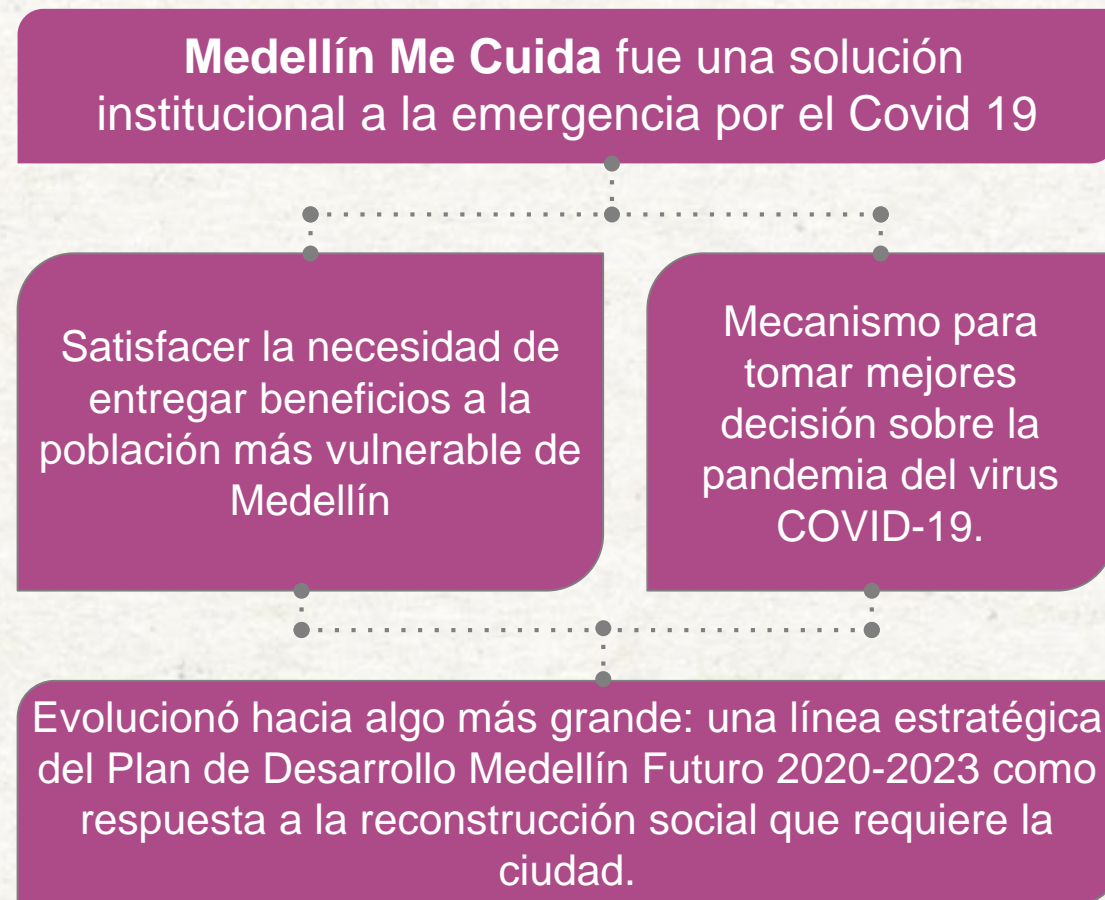 Medellín Me Cuida fue una solución
institucional a la emergencia por el Covid 19
Satisfacer la necesidad de
entregar beneficios a la
población más vulnerable de
Medellín
Mecanismo para
tomar mejores
decisión sobre la
pandemia del virus
COVID-19.
Evolucionó hacia algo más grande: una línea estratégica
del Plan de Desarrollo Medellín Futuro 2020-2023 como
respuesta a la reconstrucción social que requiere la
ciudad.